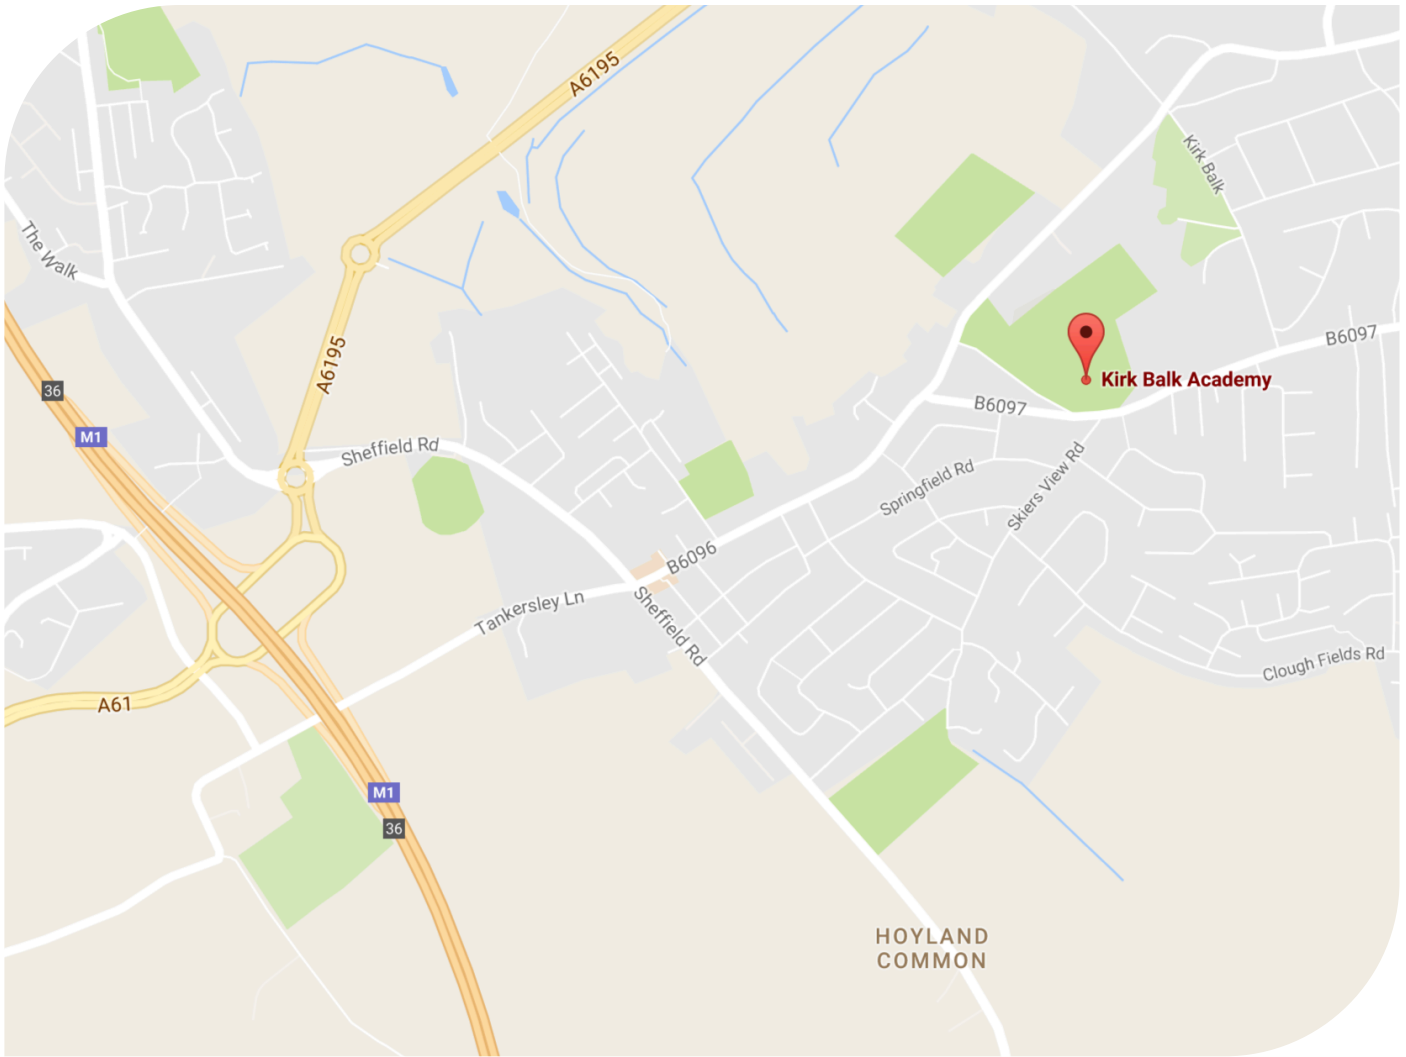 A6195
Kirk Balk
The Walk
B6097
A6195
Kirk Balk Academy
36
B6097
M1
Sheffield Rd
Springfield Rd
Skiers View Rd
B6096
Tankersley Ln
Sheffield Rd
Clough Fields Rd
A61
M1
36
HOYLAND
COMMON